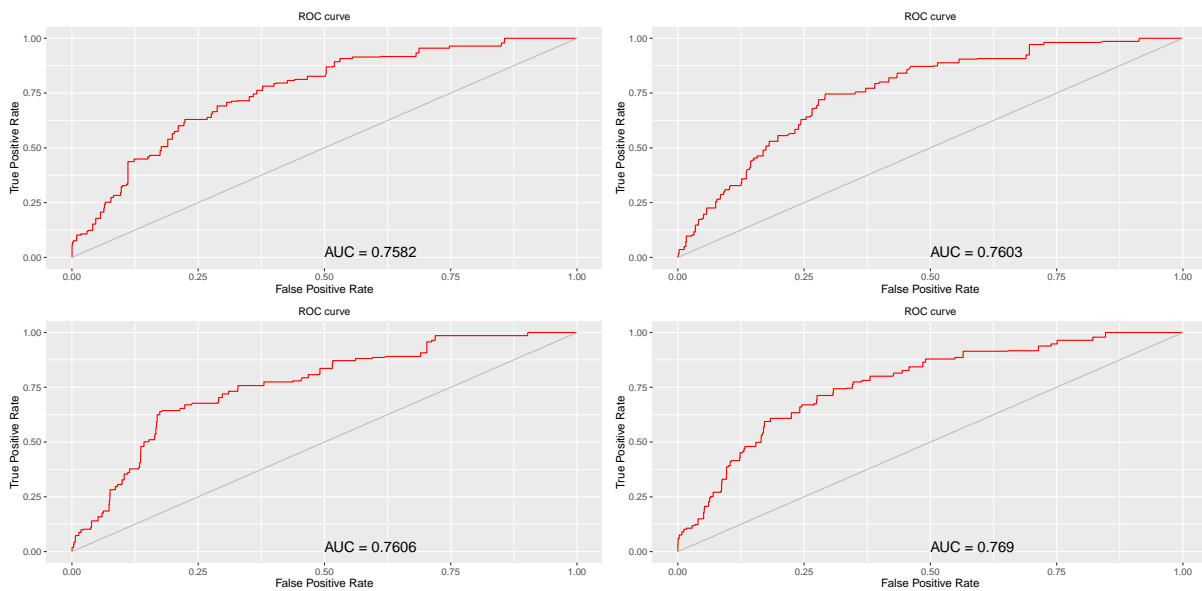 ROC curve
1.00
0.75
0.50
0.25
0.00
True Positive Rate
AUC = 0.7582
0.00 0.25 0.50 0.75 1.00
False Positive Rate
ROC curve
1.00
0.75
0.50
0.25
0.00
True Positive Rate
AUC = 0.7603
0.00 0.25 0.50 0.75 1.00
False Positive Rate
ROC curve
1.00
0.75
0.50
0.25
0.00
True Positive Rate
AUC = 0.7606
0.00 0.25 0.50 0.75 1.00
False Positive Rate
ROC curve
1.00
0.75
0.50
0.25
0.00
True Positive Rate
AUC = 0.769
0.00 0.25 0.50 0.75 1.00
False Positive Rate